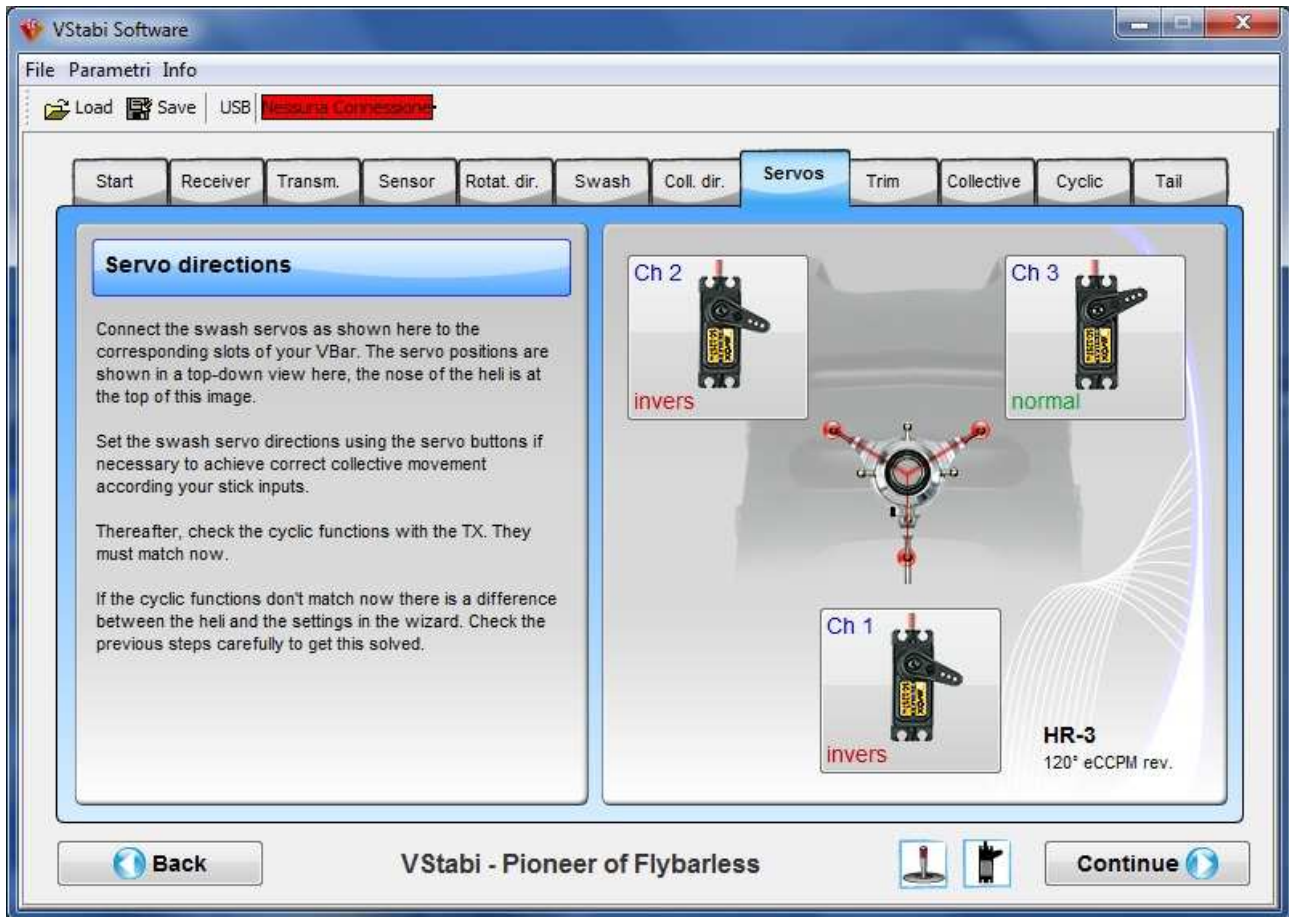 VStabi Software
File Parametri Info
Load Save USB Nessuna Connessione
Start Receiver Transm. Sensor Rotat. dir. Swash Coll. dir. Servos Trim Collective Cyclic Tail
Servo directions
Connect the swash servos as shown here to the
corresponding slots of your VBar. The servo positions are
shown in a top-down view here, the nose of the heli is at
the top of this image.
Set the swash servo directions using the servo buttons if
necessary to achieve correct collective movement
according your stick inputs.
Thereafter, check the cyclic functions with the TX. They
must match now.
If the cyclic functions don't match now there is a difference
between the heli and the settings in the wizard. Check the
previous steps carefully to get this solved.
Ch 2
invers
Ch 3
normal
Ch 1
invers
HR-3
120° eCCPM rev.
Back
VStabi - Pioneer of Flybarless
Continue